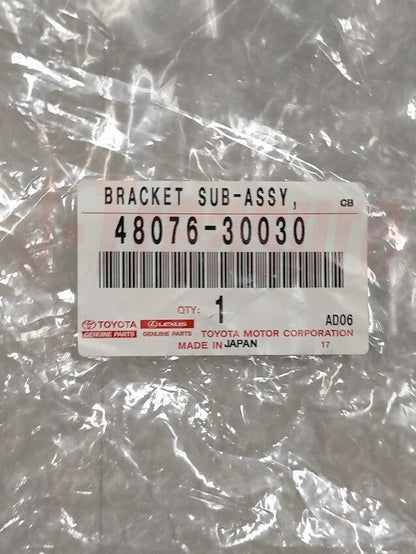 BRACKET SUB-ASSY, CB
48076-30030
QTY: 1
AD06
TOYOTA LEXUS
GENUINE PARTS GENUINE PARTS TOYOTA MOTOR CORPORATION
MADE IN JAPAN 17